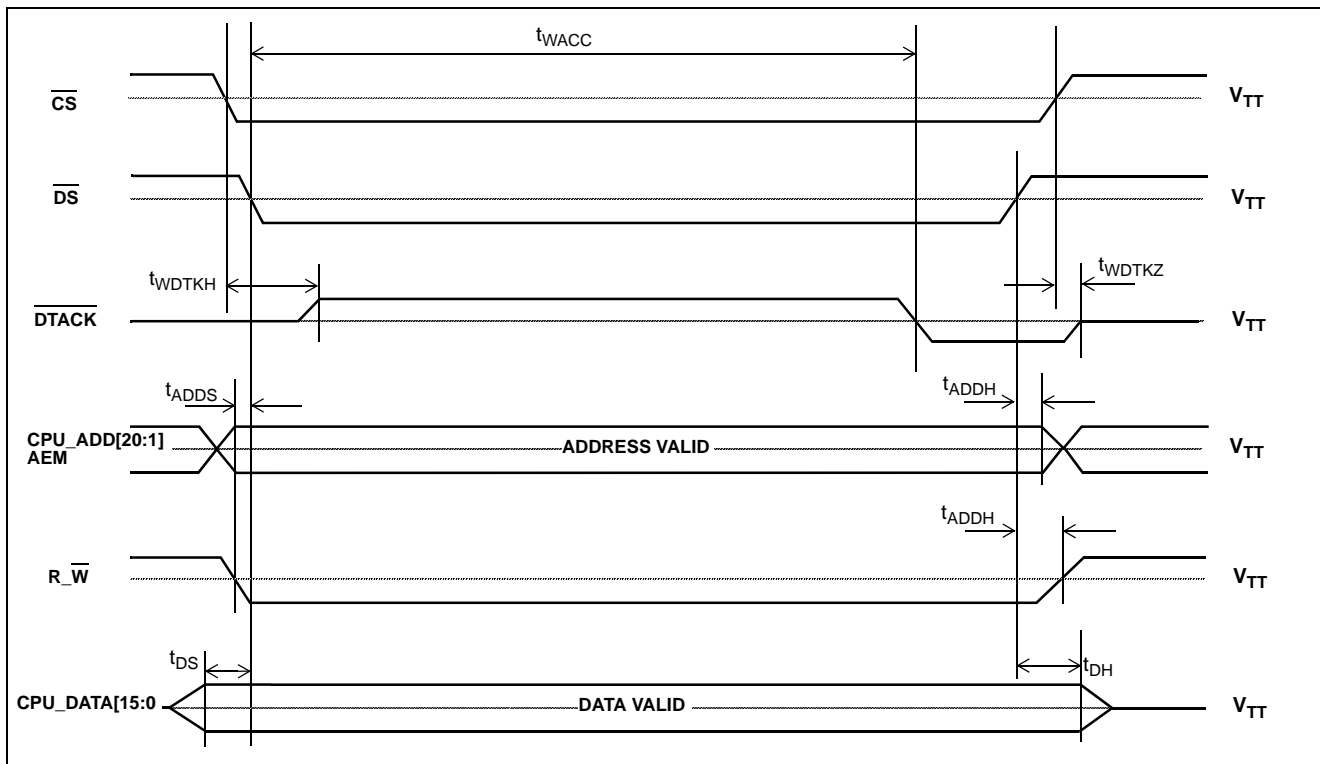 tWACC
CS VTT
DS VTT
tWDTKH tWDTKZ
DTACK VTT
tADDS tADDH
CPU_ADD[20:1] ADDRESS VALID VTT
AEM
tADDH
R_W VTT
tDS tDH
CPU_DATA[15:0 DATA VALID VTT